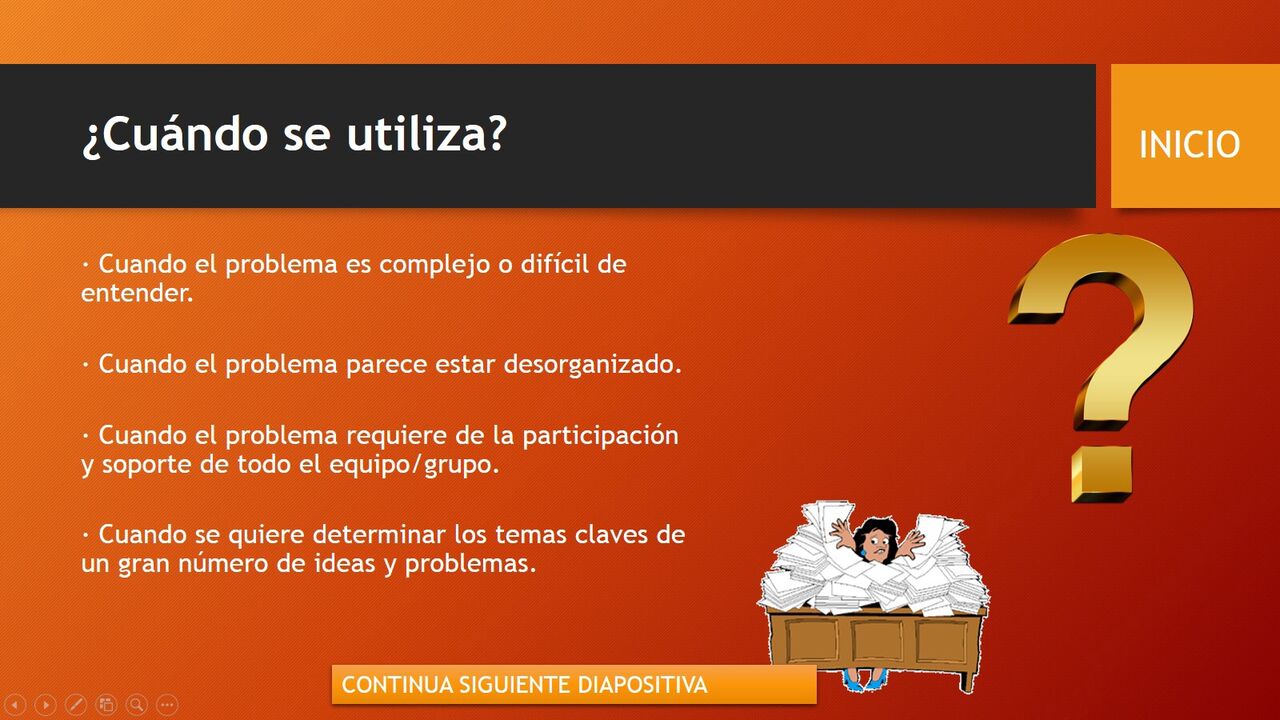 ¿Cuándo se utiliza?
INICIO
· Cuando el problema es complejo o difícil de
entender.
· Cuando el problema parece estar desorganizado.
· Cuando el problema requiere de la participación
y soporte de todo el equipo/grupo.
· Cuando se quiere determinar los temas claves de
un gran número de ideas y problemas.
CONTINUA SIGUIENTE DIAPOSITIVA